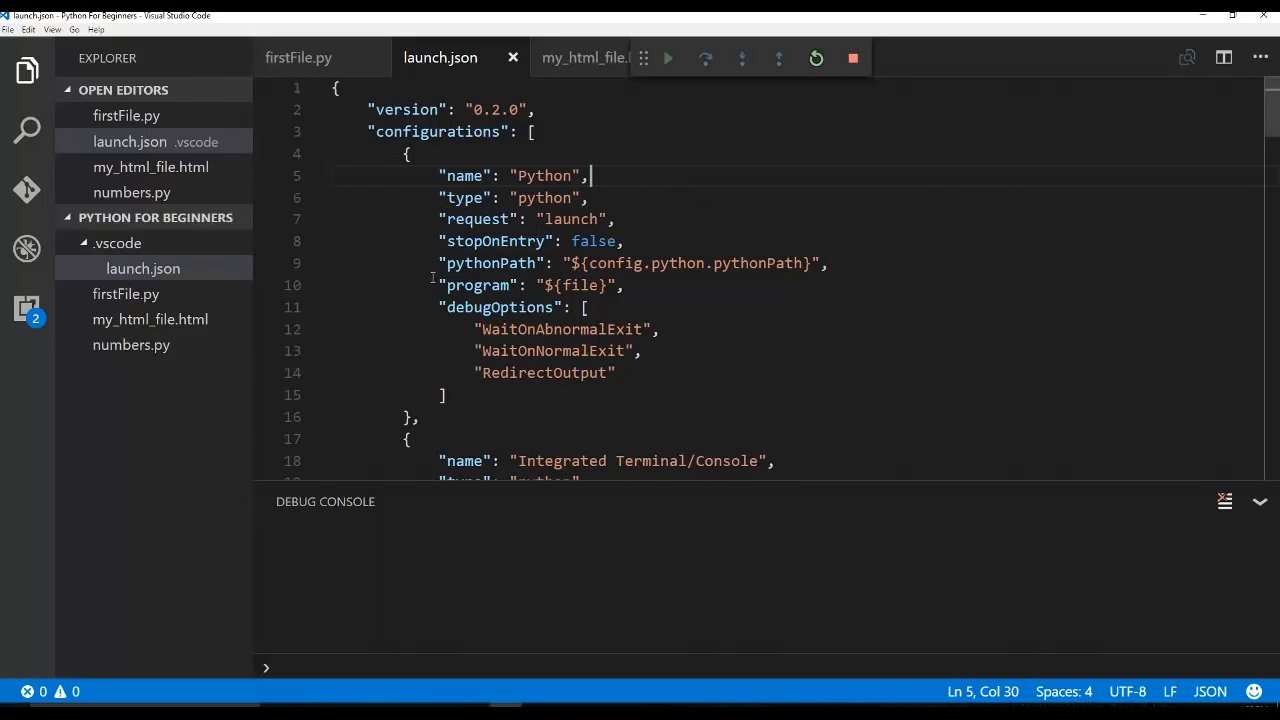 launch.json - Python For Beginners - Visual Studio Code
File Edit View Go Help
EXPLORER
OPEN EDITORS
firstFile.py
launch.json .vscode
my_html_file.html
numbers.py
PYTHON FOR BEGINNERS
.vscode
launch.json
firstFile.py
my_html_file.html
numbers.py
2
firstFile.py launch.json my_html_file.
1 {
2 "version": "0.2.0",
3 "configurations": [
4 {
5 "name": "Python",
6 "type": "python",
7 "request": "launch",
8 "stopOnEntry": false,
9 "pythonPath": "${config.python.pythonPath}",
10 "program": "${file}",
11 "debugOptions": [
12 "WaitOnAbnormalExit",
13 "WaitOnNormalExit",
14 "RedirectOutput"
15 ]
16 },
17 {
18 "name": "Integrated Terminal/Console",
"type": "python"
DEBUG CONSOLE
0 0 Ln 5, Col 30 Spaces: 4 UTF-8 LF JSON